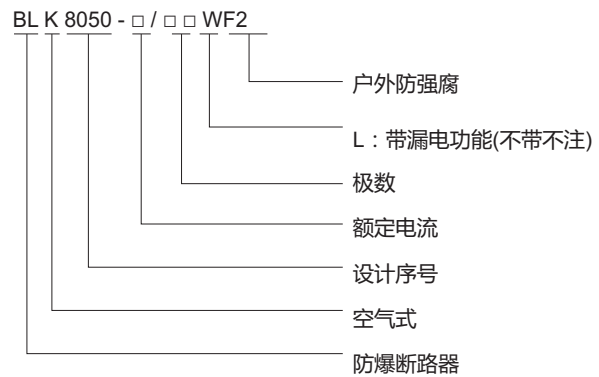 BL K 8050 - □ / □ □ WF2
户外防强腐
L：带漏电功能(不带不注)
极数
额定电流
设计序号
空气式
防爆断路器